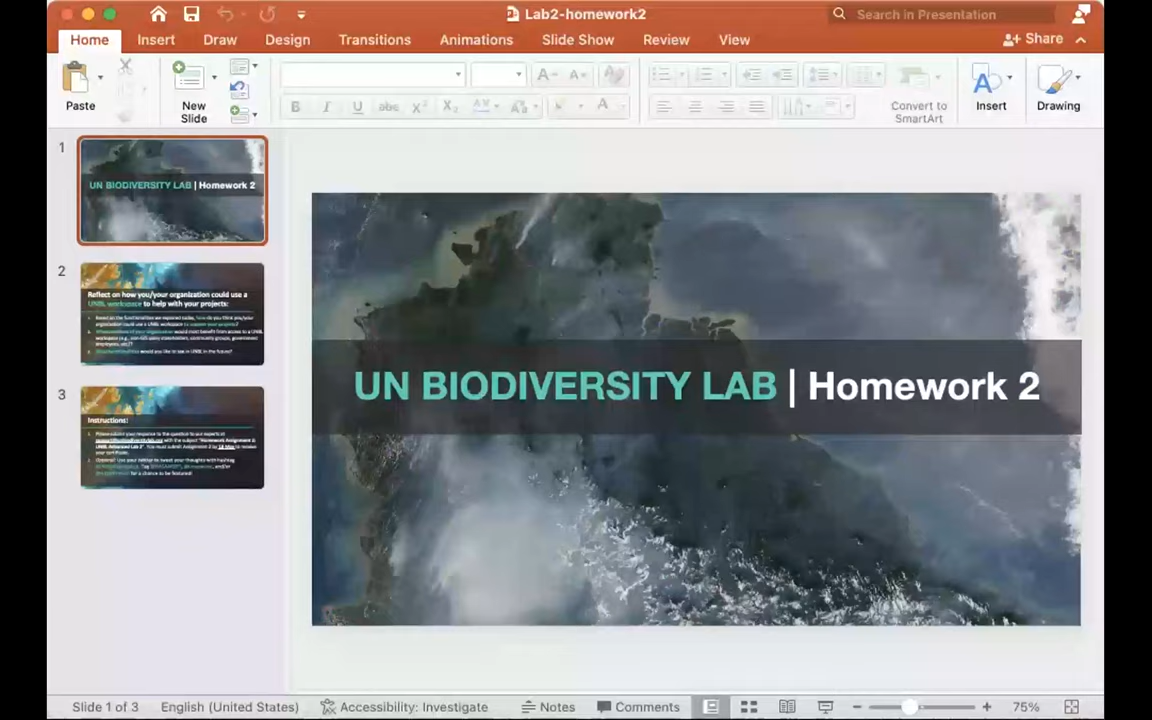 Lab2-homework2
Search in Presentation
Home
Insert
Draw
Design
Transitions
Animations
Slide Show
Review
View
Share
Paste
New
Slide
Convert to
SmartArt
Insert
Drawing
1
UN BIODIVERSITY LAB | Homework 2
2
Reflect on how you/your organization could use a
UNBL workspace to help with your projects:
3
Instructions:
UN BIODIVERSITY LAB | Homework 2
Slide 1 of 3
English (United States)
Accessibility: Investigate
Notes
Comments
75%